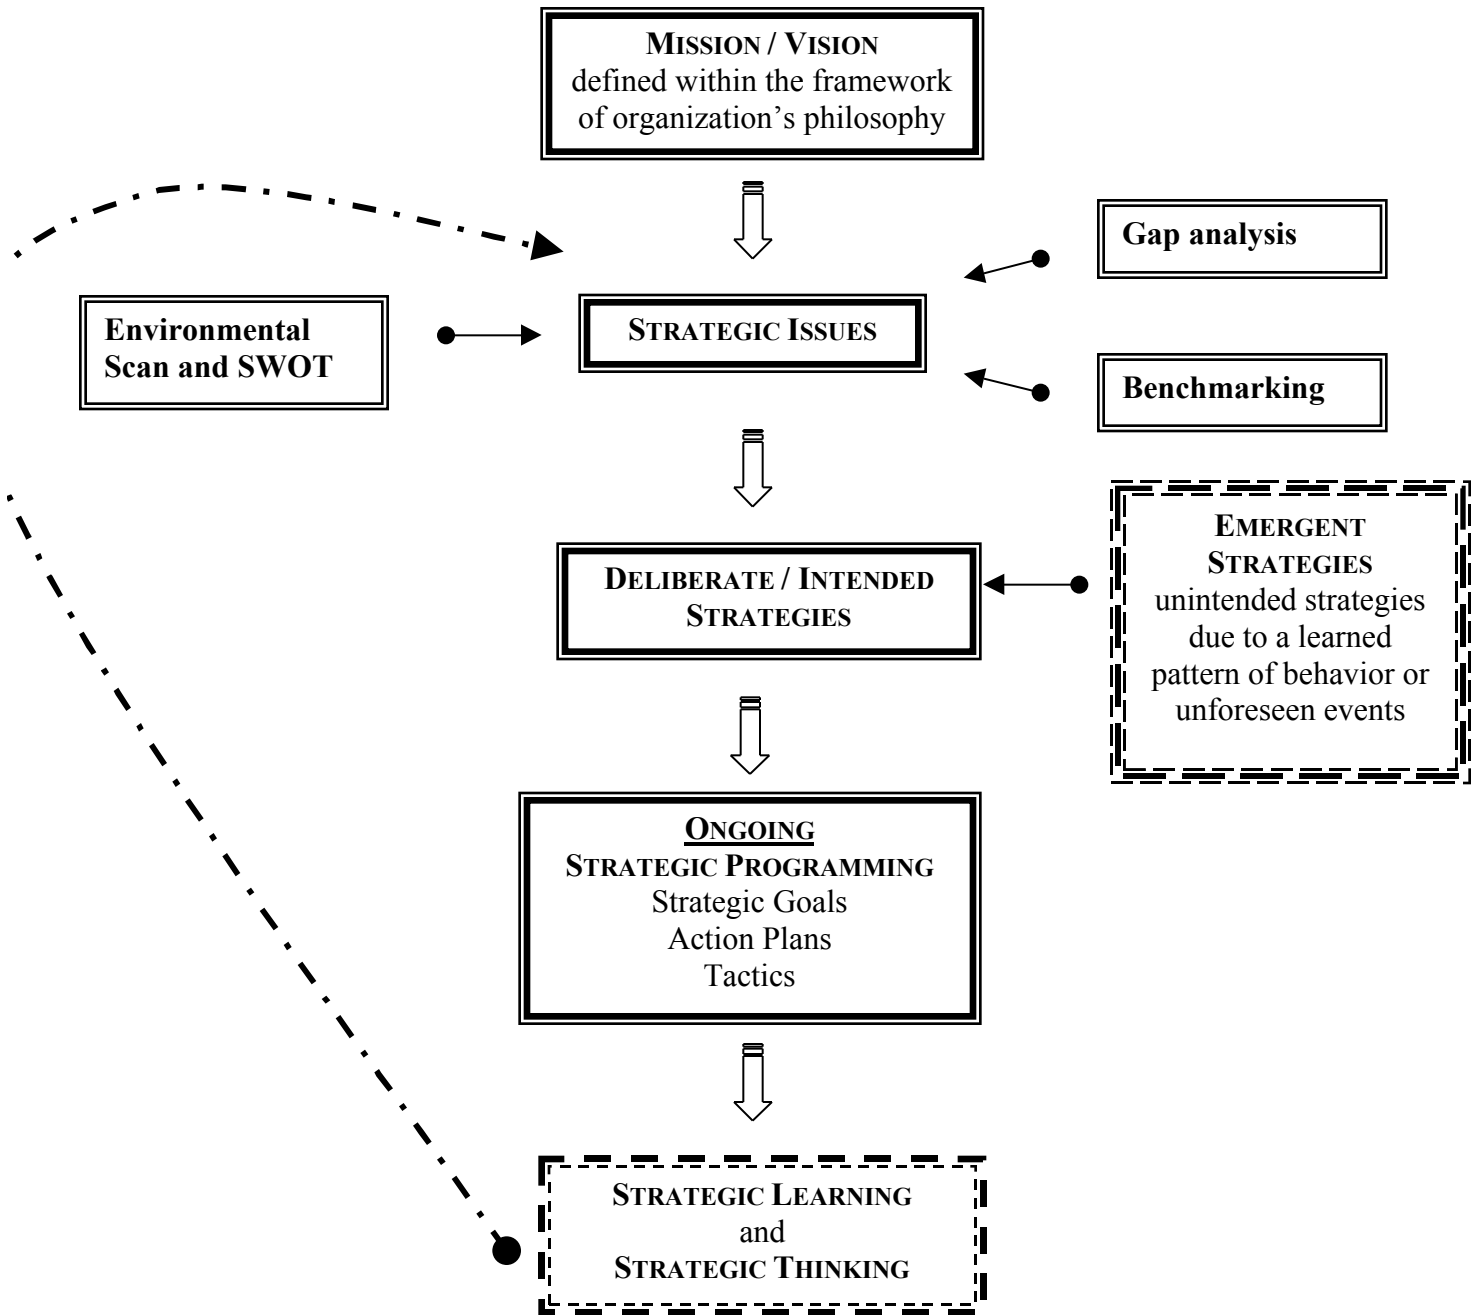 MISSION / VISION
defined within the framework
of organization’s philosophy
Gap analysis
Environmental
Scan and SWOT
STRATEGIC ISSUES
Benchmarking
EMERGENT
STRATEGIES
unintended strategies
due to a learned
pattern of behavior or
unforeseen events
DELIBERATE / INTENDED
STRATEGIES
ONGOING
STRATEGIC PROGRAMMING
Strategic Goals
Action Plans
Tactics
STRATEGIC LEARNING
and
STRATEGIC THINKING